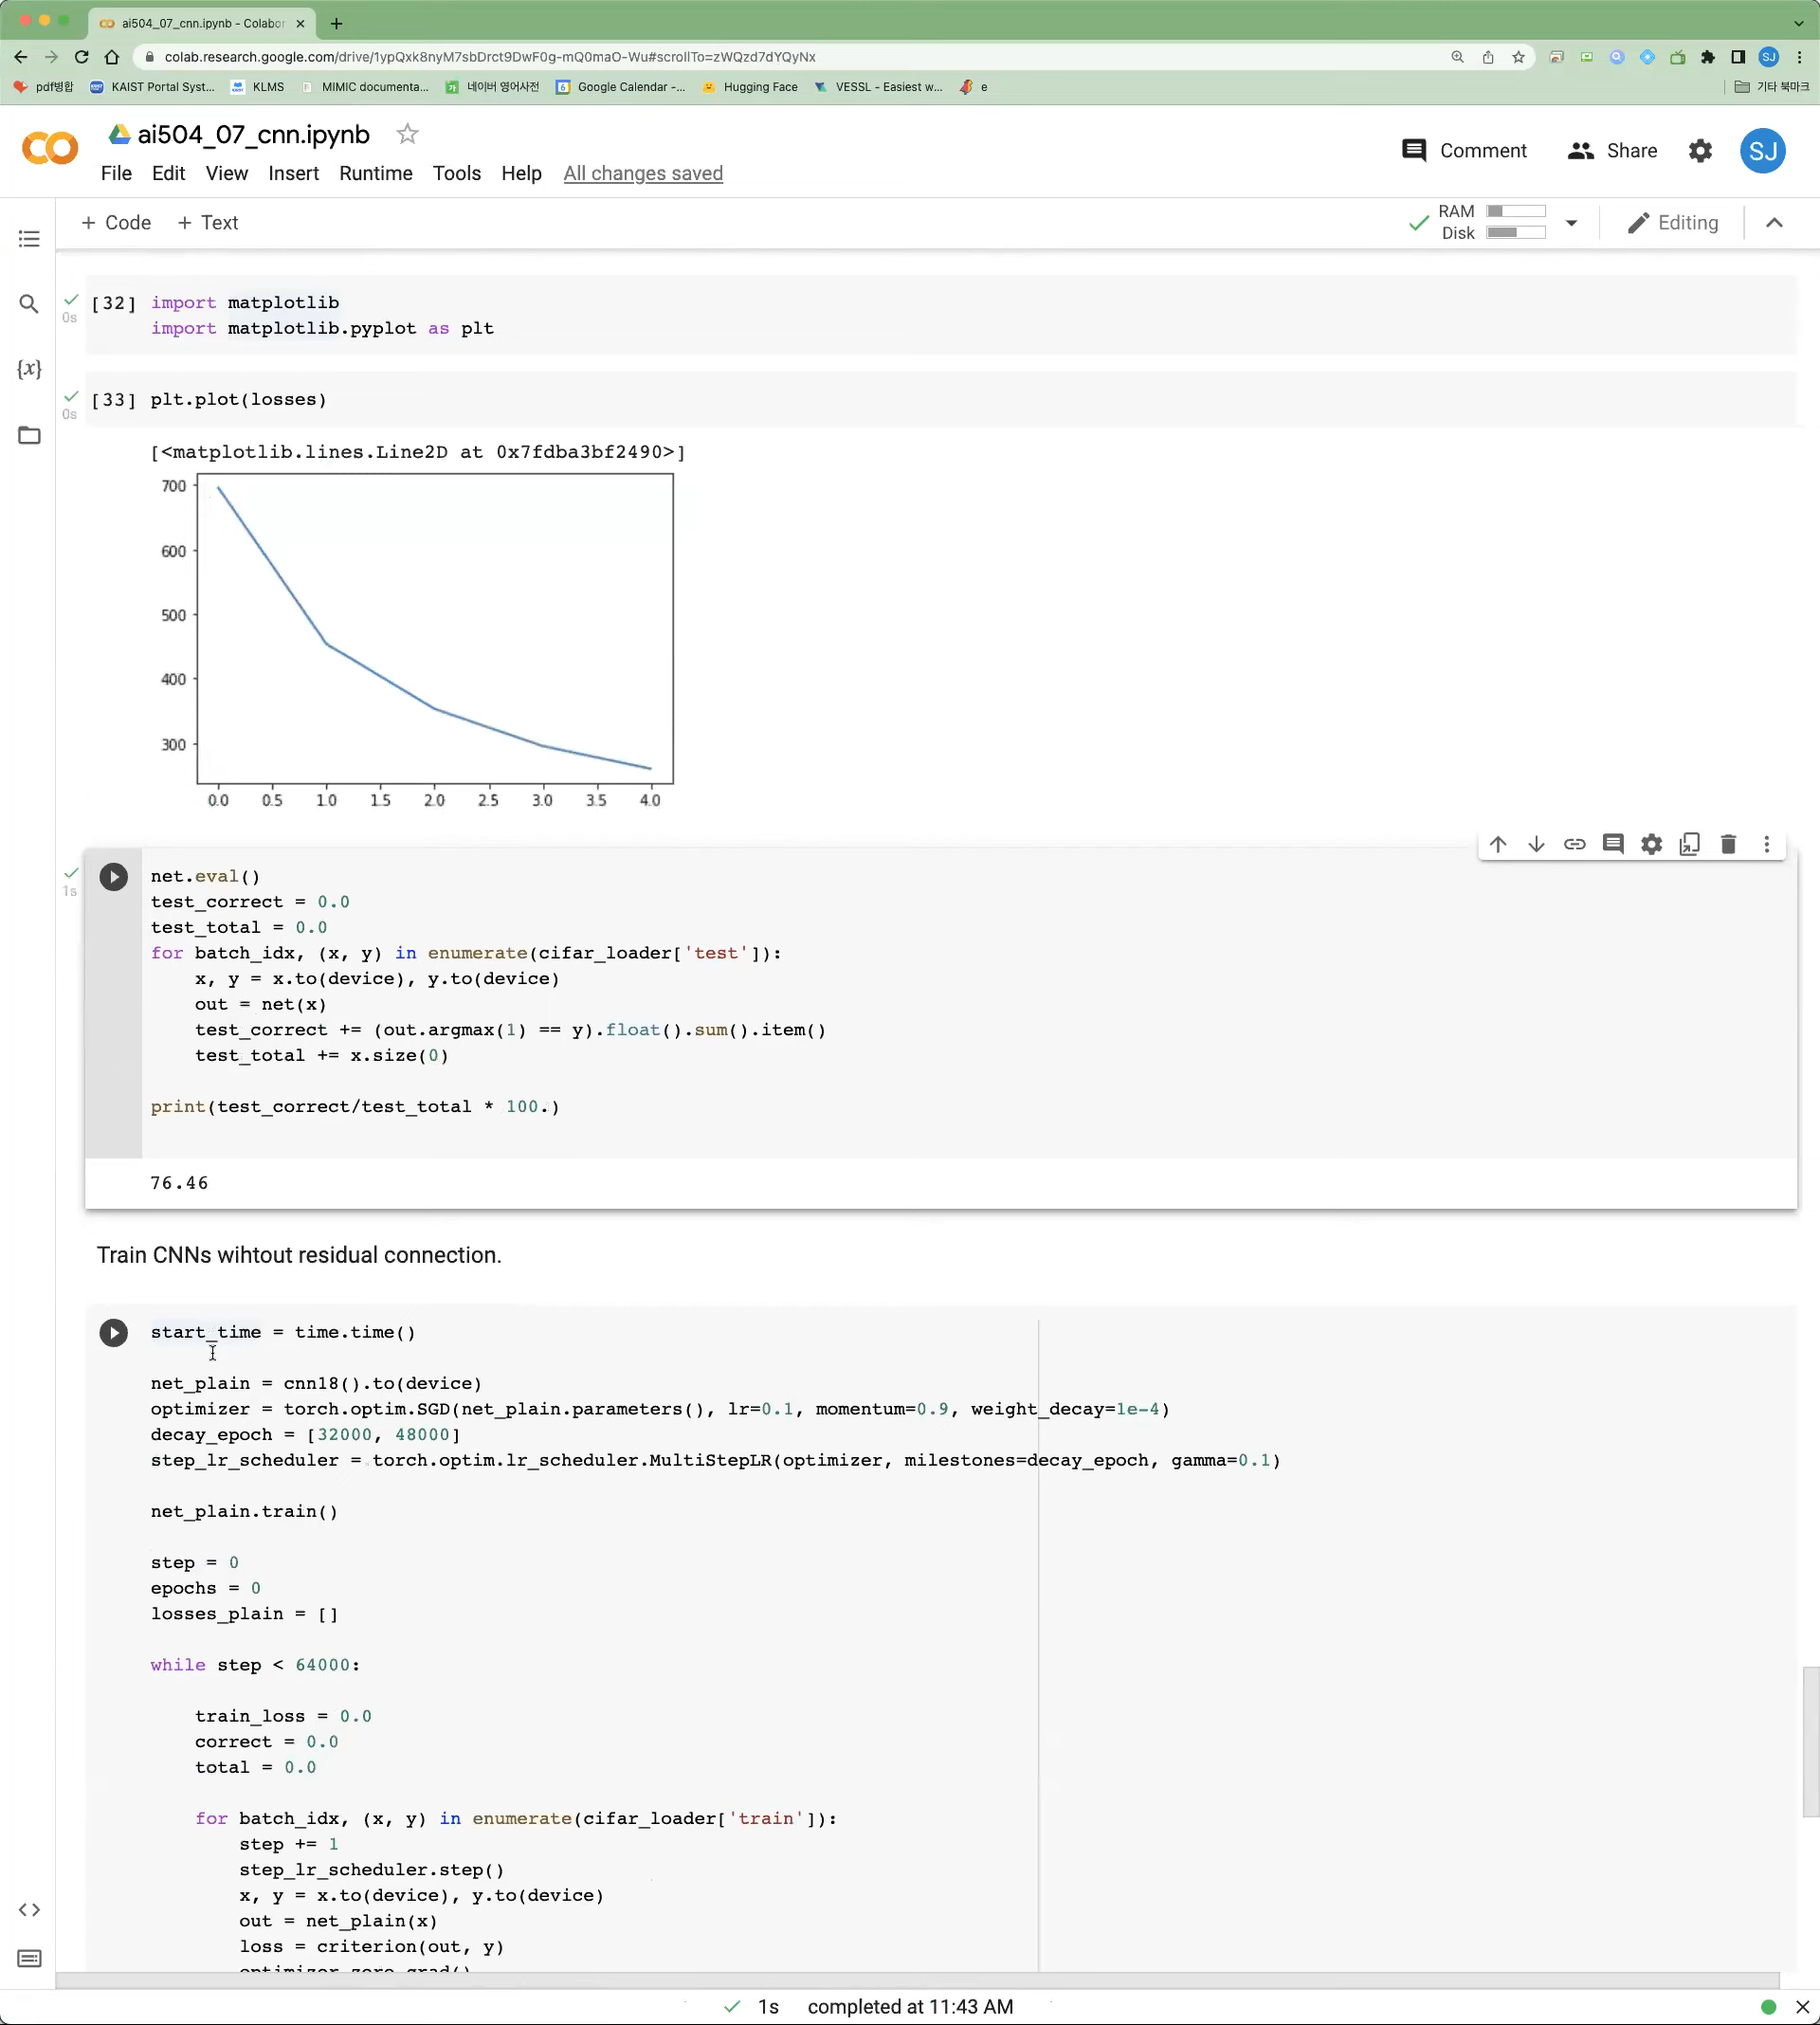 ai504_07_cnn.ipynb - Colabor
colab.research.google.com/drive/1ypQxk8nyM7sbDrct9DwF0g-mQ0maO-Wu#scrollTo=zWQzd7dYQyNx
SJ
pdf병합 KAIST Portal Syst... KLMS MIMIC documenta... 네이버 영어사전 Google Calendar -... Hugging Face VESSL - Easiest w... e 기타 북마크
ai504_07_cnn.ipynb
Comment Share SJ
File Edit View Insert Runtime Tools Help All changes saved
+ Code + Text
RAM
Disk
Editing
[32] import matplotlib
0s
import matplotlib.pyplot as plt
[33] plt.plot(losses)
0s
[<matplotlib.lines.Line2D at 0x7fdba3bf2490>]
700
600
500
400
300
0.0 0.5 1.0 1.5 2.0 2.5 3.0 3.5 4.0
net.eval()
1s
test_correct = 0.0
test_total = 0.0
for batch_idx, (x, y) in enumerate(cifar_loader['test']):
x, y = x.to(device), y.to(device)
out = net(x)
test_correct += (out.argmax(1) == y).float().sum().item()
test_total += x.size(0)
print(test_correct/test_total * 100.)
76.46
Train CNNs wihtout residual connection.
start_time = time.time()
net_plain = cnn18().to(device)
optimizer = torch.optim.SGD(net_plain.parameters(), lr=0.1, momentum=0.9, weight_decay=1e-4)
decay_epoch = [32000, 48000]
step_lr_scheduler = torch.optim.lr_scheduler.MultiStepLR(optimizer, milestones=decay_epoch, gamma=0.1)
net_plain.train()
step = 0
epochs = 0
losses_plain = []
while step < 64000:
train_loss = 0.0
correct = 0.0
total = 0.0
for batch_idx, (x, y) in enumerate(cifar_loader['train']):
step += 1
step_lr_scheduler.step()
x, y = x.to(device), y.to(device)
out = net_plain(x)
loss = criterion(out, y)
optimizer.zero_grad()
1s completed at 11:43 AM